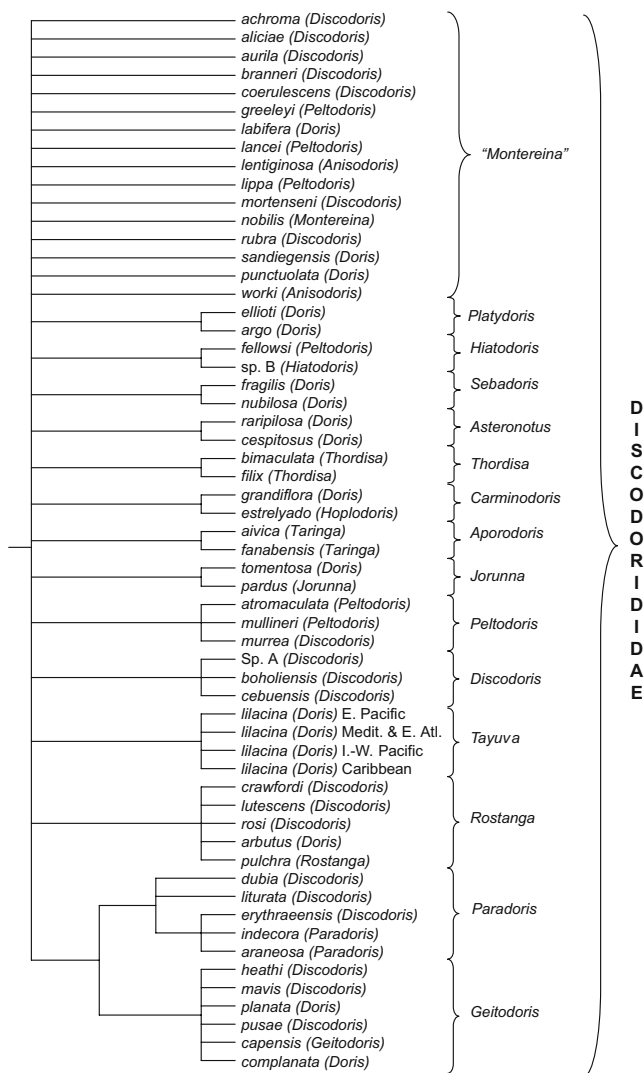 achroma (Discodoris)
aliciae (Discodoris)
aurila (Discodoris)
branneri (Discodoris)
coerulescens (Discodoris)
greeleyi (Peltodoris)
labifera (Doris)
lancei (Peltodoris)
lentiginosa (Anisodoris)
lippa (Peltodoris)
mortenseni (Discodoris)
nobilis (Montereina)
rubra (Discodoris)
sandiegensis (Doris)
punctuolata (Doris)
worki (Anisodoris)
"Montereina"
ellioti (Doris)
argo (Doris)
Platydoris
fellowsi (Peltodoris)
sp. B (Hiatodoris)
Hiatodoris
fragilis (Doris)
nubilosa (Doris)
Sebadoris
raripilosa (Doris)
cespitosus (Doris)
Asteronotus
bimaculata (Thordisa)
filix (Thordisa)
Thordisa
grandiflora (Doris)
estrelyado (Hoplodoris)
Carminodoris
aivica (Taringa)
fanabensis (Taringa)
Aporodoris
tomentosa (Doris)
pardus (Jorunna)
Jorunna
atromaculata (Peltodoris)
mullineri (Peltodoris)
murrea (Discodoris)
Peltodoris
Sp. A (Discodoris)
boholiensis (Discodoris)
cebuensis (Discodoris)
Discodoris
lilacina (Doris) E. Pacific
lilacina (Doris) Medit. & E. Atl.
lilacina (Doris) I.-W. Pacific
lilacina (Doris) Caribbean
Tayuva
crawfordi (Discodoris)
lutescens (Discodoris)
rosi (Discodoris)
arbutus (Doris)
pulchra (Rostanga)
Rostanga
dubia (Discodoris)
liturata (Discodoris)
erythraeensis (Discodoris)
indecora (Paradoris)
araneosa (Paradoris)
Paradoris
heathi (Discodoris)
mavis (Discodoris)
planata (Doris)
pusae (Discodoris)
capensis (Geitodoris)
complanata (Doris)
Geitodoris
DISCODORIDIDAE